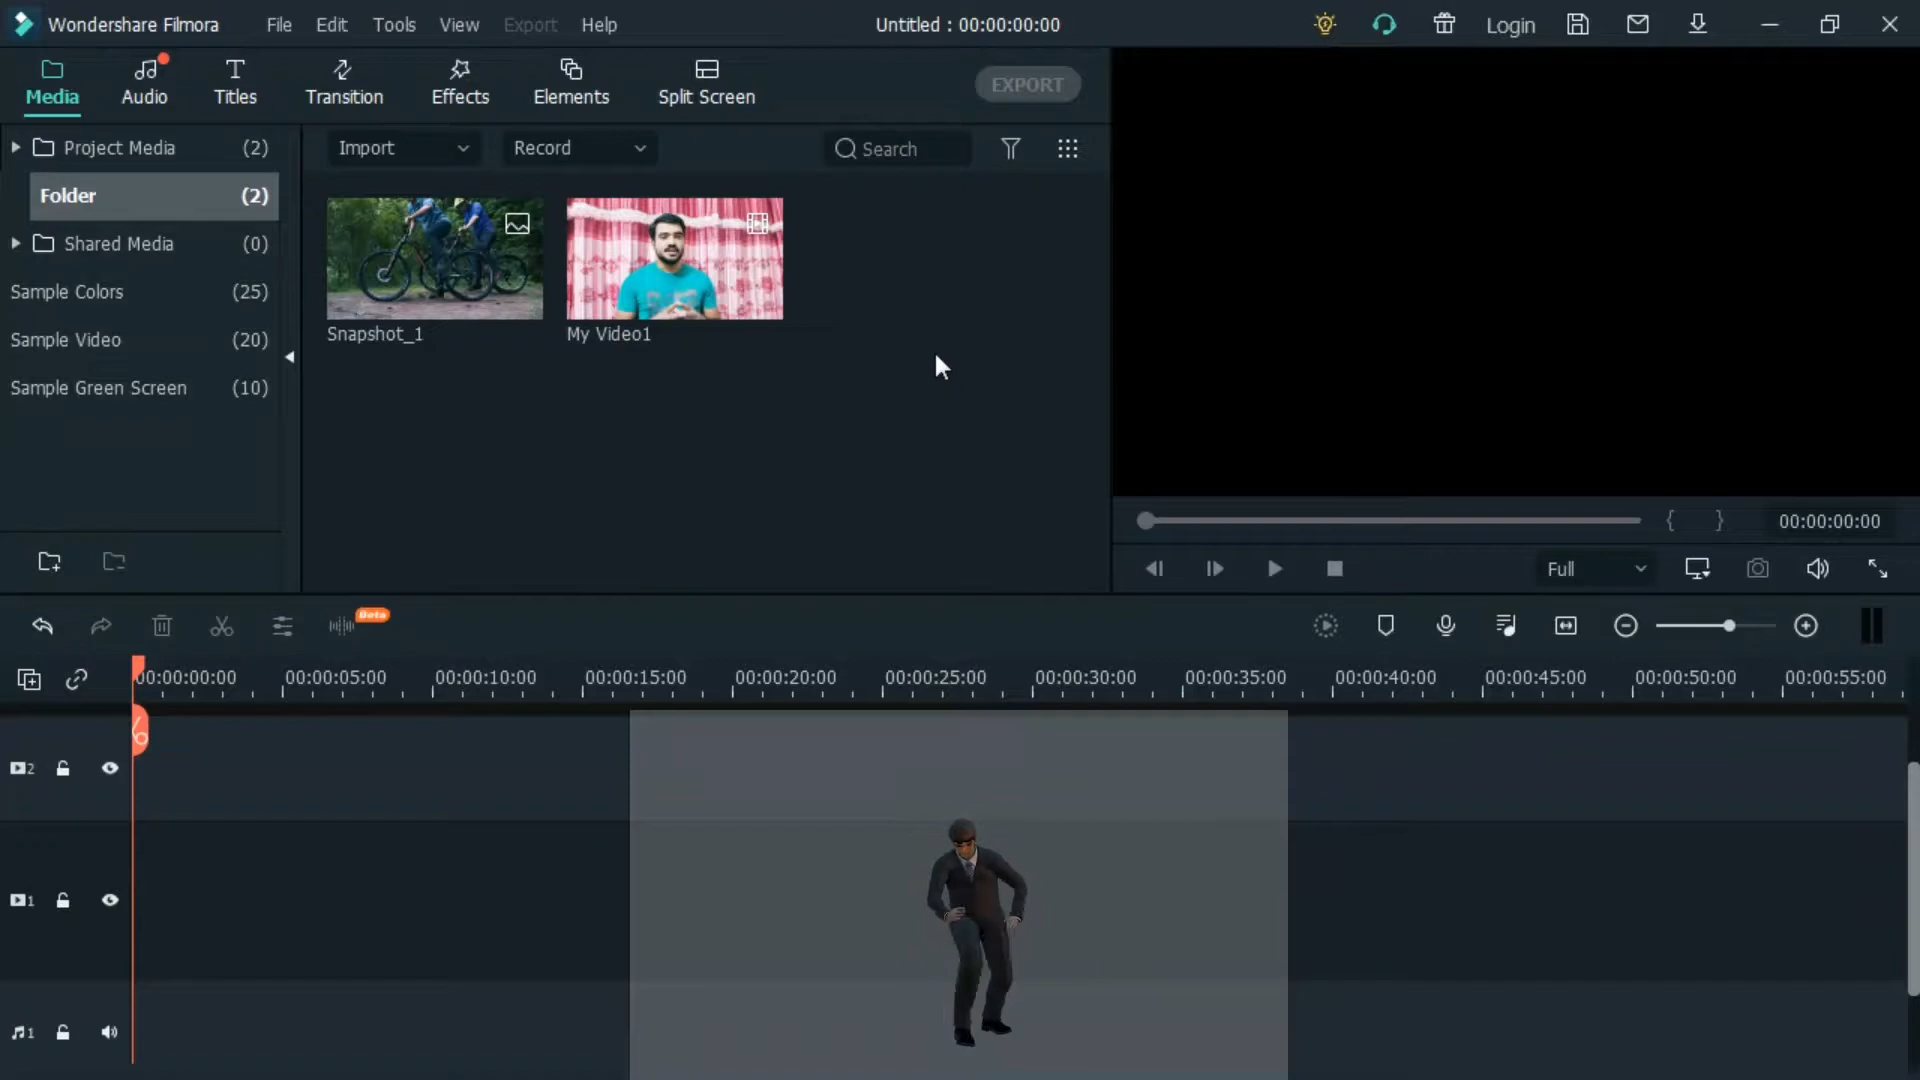 Wondershare Filmora File Edit Tools View Export Help Untitled : 00:00:00:00 Login
Media Audio Titles Transition Effects Elements Split Screen EXPORT
Project Media (2)
Folder (2)
Shared Media (0)
Sample Colors (25)
Sample Video (20)
Sample Green Screen (10)
Import Record Search
Snapshot_1 My Video1
00:00:00:00
Full
Beta
00:00:00:00 00:00:05:00 00:00:10:00 00:00:15:00 00:00:20:00 00:00:25:00 00:00:30:00 00:00:35:00 00:00:40:00 00:00:45:00 00:00:50:00 00:00:55:00
2
1
1